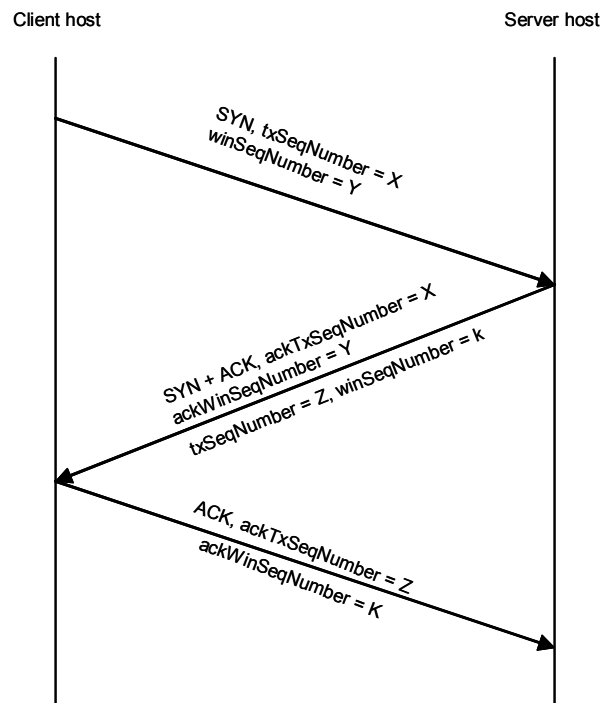 Client host
Server host
SYN, txSeqNumber = X
winSeqNumber = Y
SYN + ACK, ackTxSeqNumber = X
ackWinSeqNumber = Y
txSeqNumber = Z, winSeqNumber = k
ACK, ackTxSeqNumber = Z
ackWinSeqNumber = K